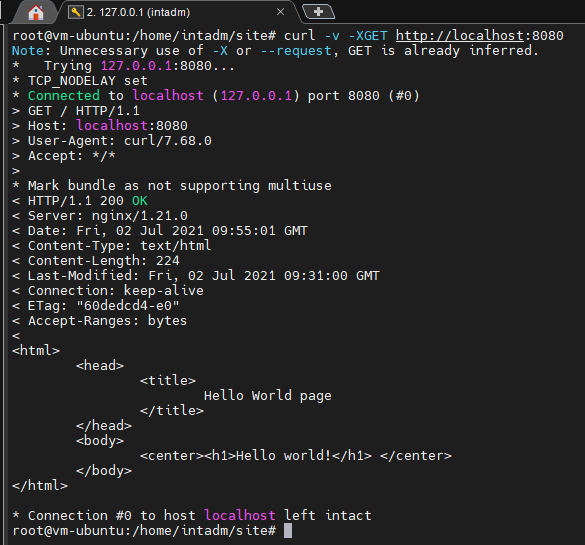 2. 127.0.0.1 (intadm)
root@vm-ubuntu:/home/intadm/site# curl -v -XGET http://localhost:8080
Note: Unnecessary use of -X or --request, GET is already inferred.
*   Trying 127.0.0.1:8080...
* TCP_NODELAY set
* Connected to localhost (127.0.0.1) port 8080 (#0)
> GET / HTTP/1.1
> Host: localhost:8080
> User-Agent: curl/7.68.0
> Accept: */*
>
* Mark bundle as not supporting multiuse
< HTTP/1.1 200 OK
< Server: nginx/1.21.0
< Date: Fri, 02 Jul 2021 09:55:01 GMT
< Content-Type: text/html
< Content-Length: 224
< Last-Modified: Fri, 02 Jul 2021 09:31:00 GMT
< Connection: keep-alive
< ETag: "60dedcd4-e0"
< Accept-Ranges: bytes
<
<html>
        <head>
                <title>
                        Hello World page
                </title>
        </head>
        <body>
                <center><h1>Hello world!</h1> </center>
        </body>
</html>

* Connection #0 to host localhost left intact
root@vm-ubuntu:/home/intadm/site#